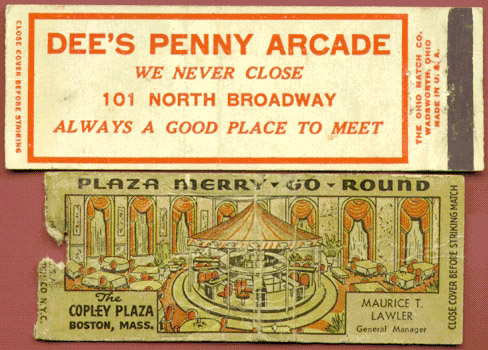 CLOSE COVER BEFORE STRIKING
DEE'S PENNY ARCADE
WE NEVER CLOSE
101 NORTH BROADWAY
ALWAYS A GOOD PLACE TO MEET
THE OHIO MATCH CO.
WADSWORTH, OHIO
MADE IN U. S. A.
PLAZA MERRY-GO-ROUND
CO. N.Y.C.
The
COPLEY PLAZA
BOSTON, MASS.
MAURICE T.
LAWLER
General Manager
CLOSE COVER BEFORE STRIKING MATCH